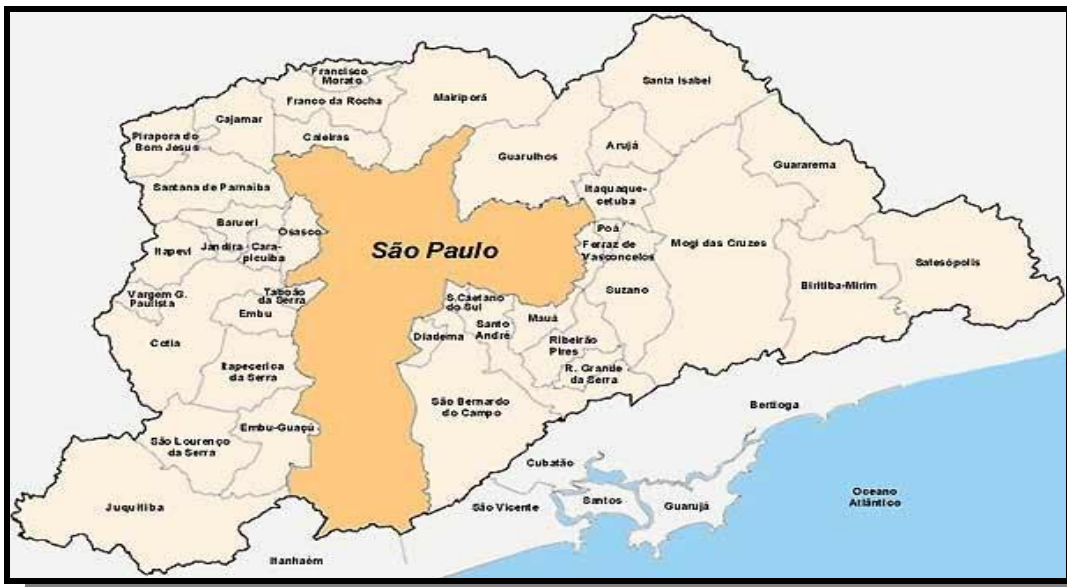 Francisco
Morato
Franco da Rocha
Mairiporã
Santa Isabel
Cajamar
Pirapora do
Bom Jesus
Caieiras
Guarulhos
Arujá
Guararema
Santana de Parnaíba
Itaquaque-
cetuba
Barueri
Osasco
Poá
Itapevi
Jandira
Cara-
picuíba
São Paulo
Ferraz de
Vasconcelos
Mogi das Cruzes
Salesópolis
Vargem G.
Paulista
Taboão
da Serra
Embu
Suzano
Biritiba-Mirim
S.Caetano
do Sul
Mauá
Cotia
Diadema
Santo
André
Ribeirão
Pires
Itapecerica
da Serra
R. Grande
da Serra
São Bernardo
do Campo
Bertioga
São Lourenço
da Serra
Embu-Guaçú
Cubatão
Juquitiba
São Vicente
Santos
Guarujá
Oceano
Atlântico
Itanhaém